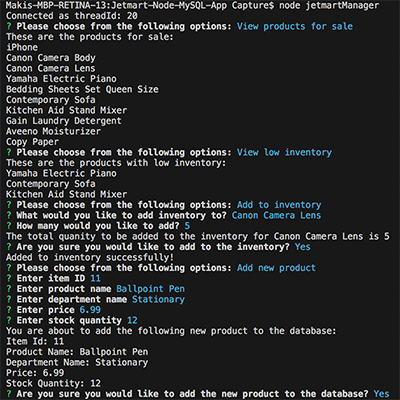 Makis-MBP-RETINA-13:Jetmart-Node-MySQL-App Capture$ node jetmartManager
Connected as threadId: 20
? Please choose from the following options: View products for sale
These are the products for sale:
iPhone
Canon Camera Body
Canon Camera Lens
Yamaha Electric Piano
Bedding Sheets Set Queen Size
Contemporary Sofa
Kitchen Aid Stand Mixer
Gain Laundry Detergent
Aveeno Moisturizer
Copy Paper
? Please choose from the following options: View low inventory
These are the products with low inventory:
Yamaha Electric Piano
Contemporary Sofa
Kitchen Aid Stand Mixer
? Please choose from the following options: Add to inventory
? What would you like to add inventory to? Canon Camera Lens
? How many would you like to add? 5
The total quanity to be added to the inventory for Canon Camera Lens is 5
? Are you sure you would like to add to the inventory? Yes
Added to inventory successfully!
? Please choose from the following options: Add new product
? Enter item ID 11
? Enter product name Ballpoint Pen
? Enter department name Stationary
? Enter price 6.99
? Enter stock quantity 12
You are about to add the following new product to the database:
Item Id: 11
Product Name: Ballpoint Pen
Department Name: Stationary
Price: 6.99
Stock Quantity: 12
? Are you sure you would like to add the new product to the database? Yes